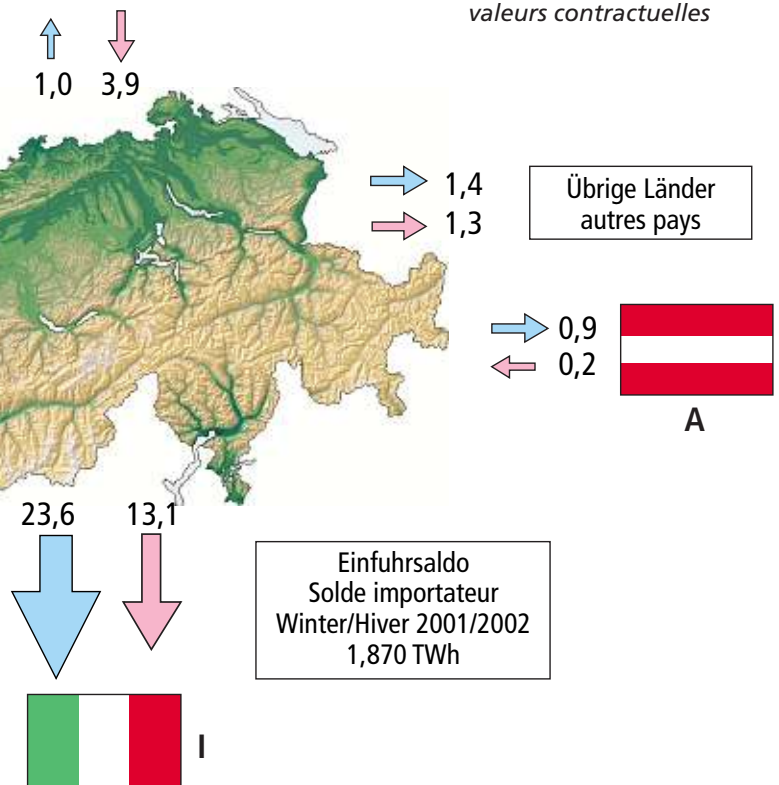 valeurs contractuelles
1,0 3,9
1,4
1,3
Übrige Länder
autres pays
0,9
0,2
A
23,6 13,1
Einfuhrsaldo
Solde importateur
Winter/Hiver 2001/2002
1,870 TWh
I